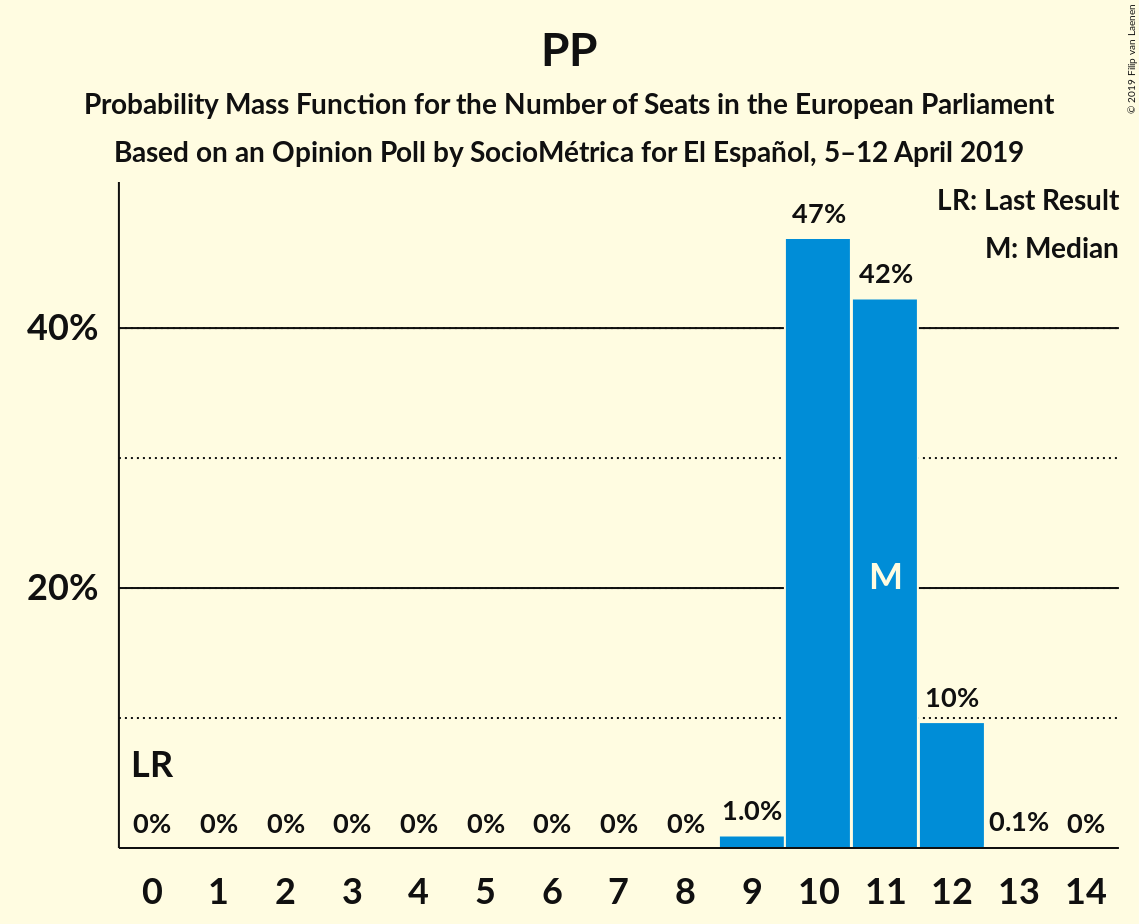 PP
Probability Mass Function for the Number of Seats in the European Parliament
Based on an Opinion Poll by SocioMétrica for El Español, 5–12 April 2019
© 2019 Filip van Laenen
LR: Last Result
M: Median
47%
42%
40%
20%
M
10%
LR
0% 0% 0% 0% 0% 0% 0% 0% 0% 1.0% 0.1% 0%
0 1 2 3 4 5 6 7 8 9 10 11 12 13 14